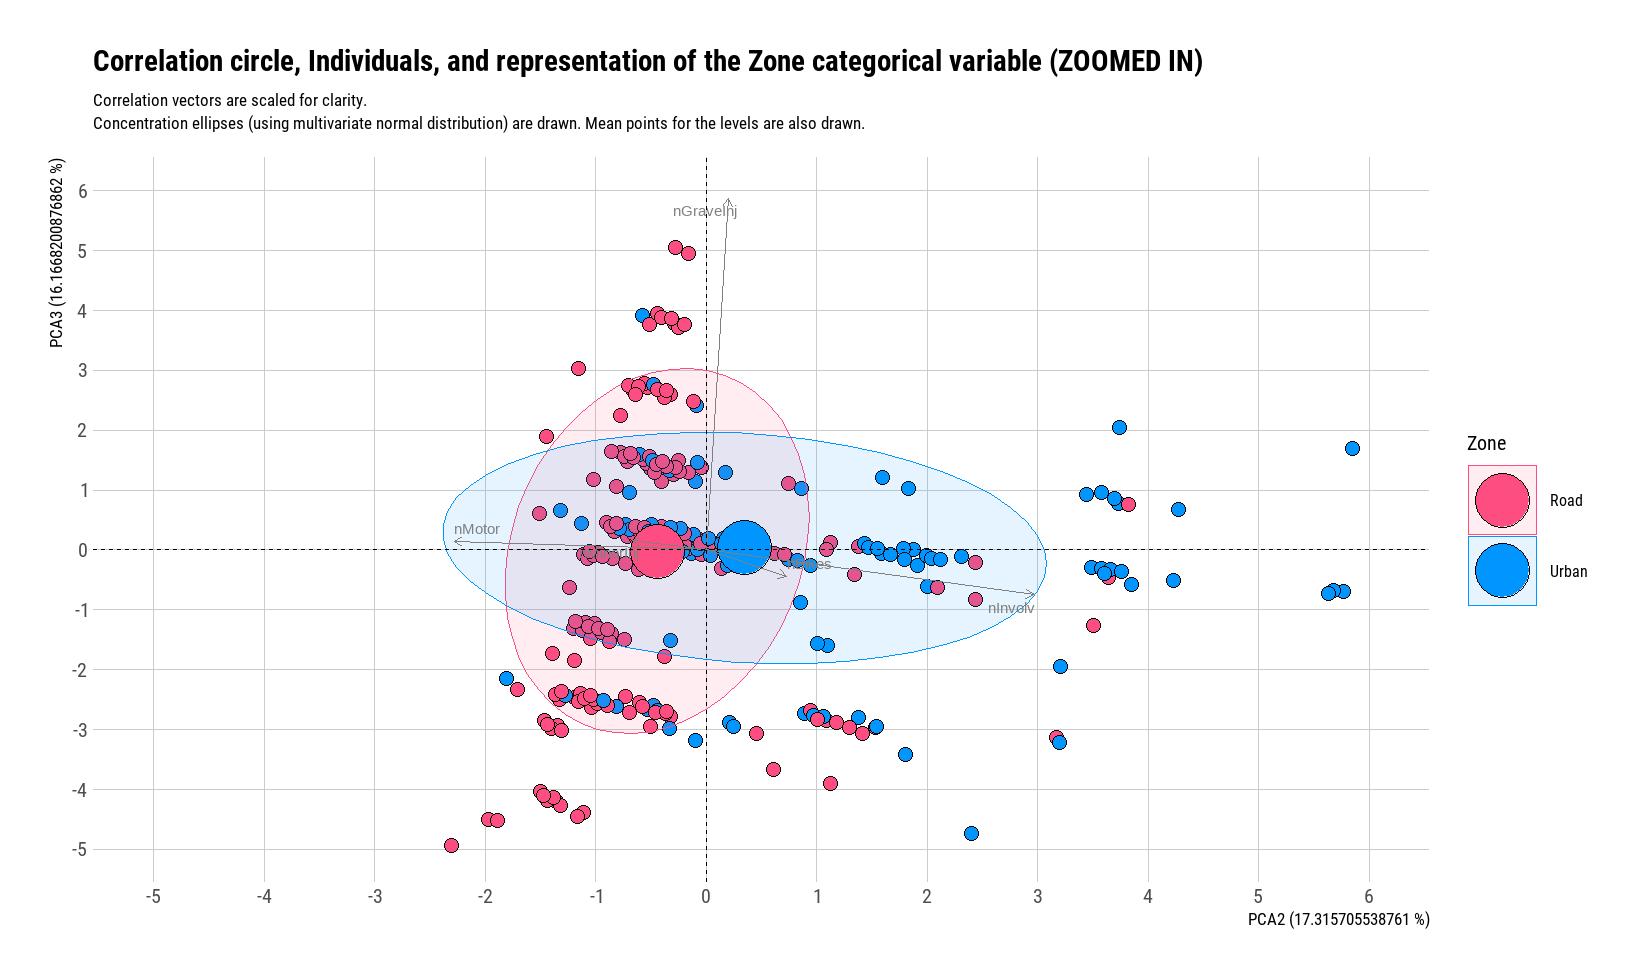 Correlation circle, Individuals, and representation of the Zone categorical variable (ZOOMED IN)
Correlation vectors are scaled for clarity.
Concentration ellipses (using multivariate normal distribution) are drawn. Mean points for the levels are also drawn.
PCA3 (16.1668200876862 %)
6
5
4
3
2
1
0
-1
-2
-3
-4
-5
nGraveInj
nMotor
nInvolv
-5
-4
-3
-2
-1
0
1
2
3
4
5
6
PCA2 (17.315705538761 %)
Zone
Road
Urban